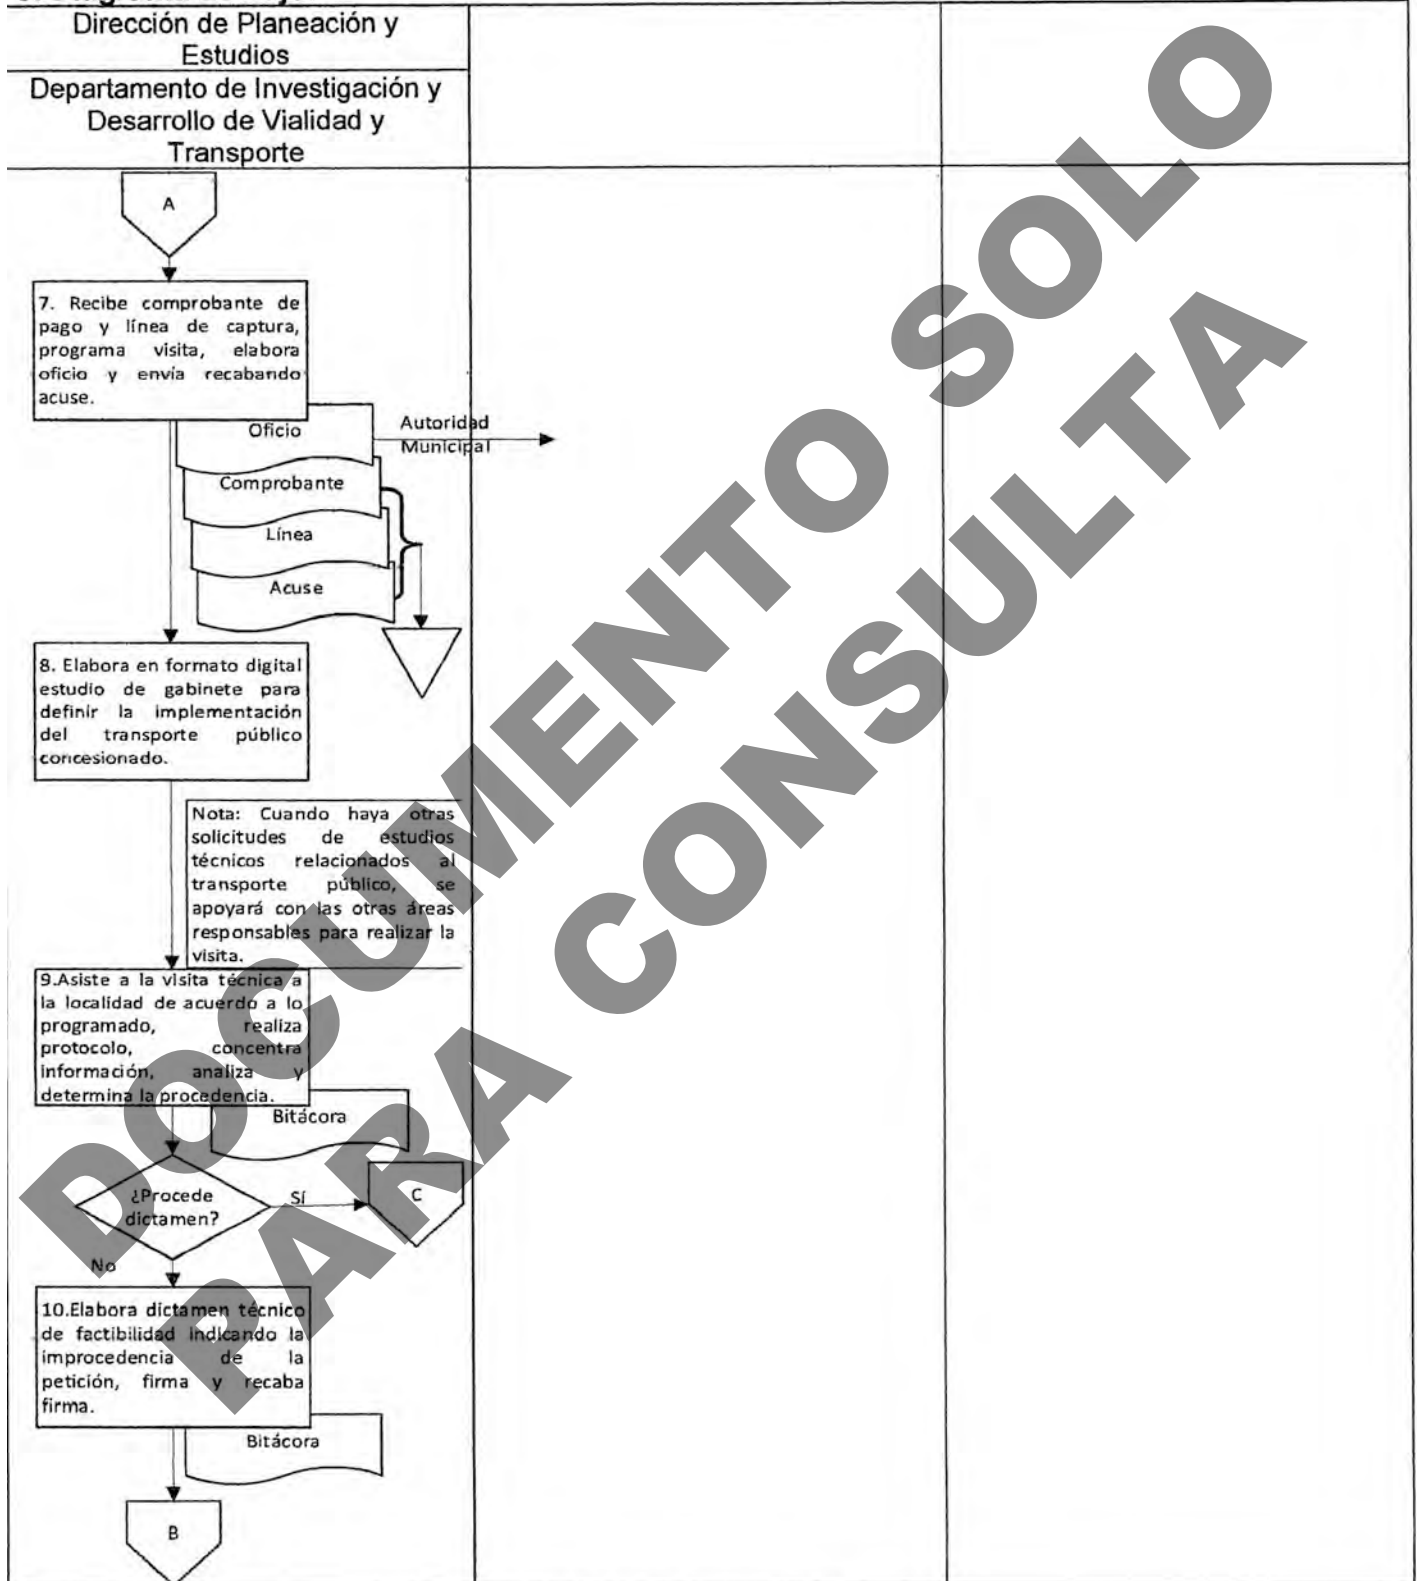 Dirección de Planeación y
Estudios
Departamento de Investigación y
Desarrollo de Vialidad y
Transporte
A
7. Recibe comprobante de
pago y línea de captura,
programa visita, elabora
oficio y envía recabando
acuse.
Oficio
Autoridad
Municipal
Comprobante
Línea
Acuse
8. Elabora en formato digital
estudio de gabinete para
definir la implementación
del transporte público
concesionado.
Nota: Cuando haya otras
solicitudes de estudios
técnicos relacionados al
transporte público, se
apoyará con las otras áreas
responsables para realizar la
visita.
9.Asiste a la visita técnica a
la localidad de acuerdo a lo
programado, realiza
protocolo, concentra
información, analiza y
determina la procedencia.
Bitácora
¿Procede
dictamen?
Sí
C
No
10.Elabora dictamen técnico
de factibilidad indicando la
improcedencia de la
petición, firma y recaba
firma.
Bitácora
B
DOCUMENTO SOLO
PARA CONSULTA